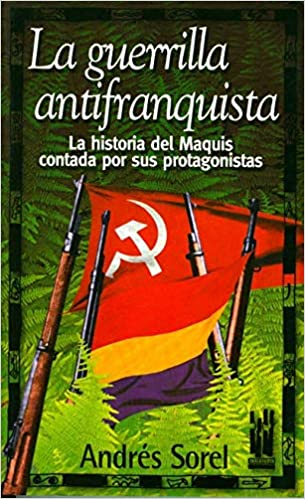 La guerrilla
antifranquista
La historia del Maquis
contada por sus protagonistas
Andrés Sorel